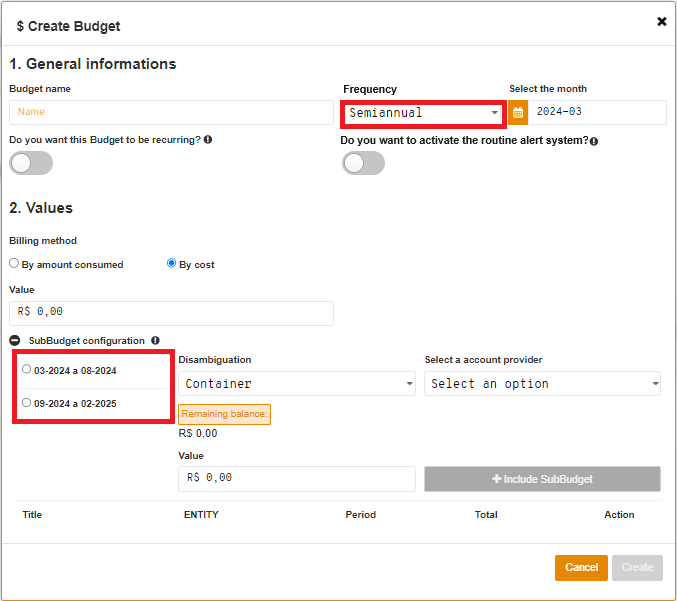 $ Create Budget
1. General informations
Budget name
Frequency
Select the month
Name
Semiannual
2024-03
Do you want this Budget to be recurring?
Do you want to activate the routine alert system?
2. Values
Billing method
By amount consumed
By cost
Value
R$ 0,00
SubBudget configuration
03-2024 a 08-2024
09-2024 a 02-2025
Disambiguation
Select a account provider
Container
Select an option
Remaining balance:
R$ 0,00
Value
R$ 0,00
Include SubBudget
Title ENTITY Period Total Action
Cancel
Create